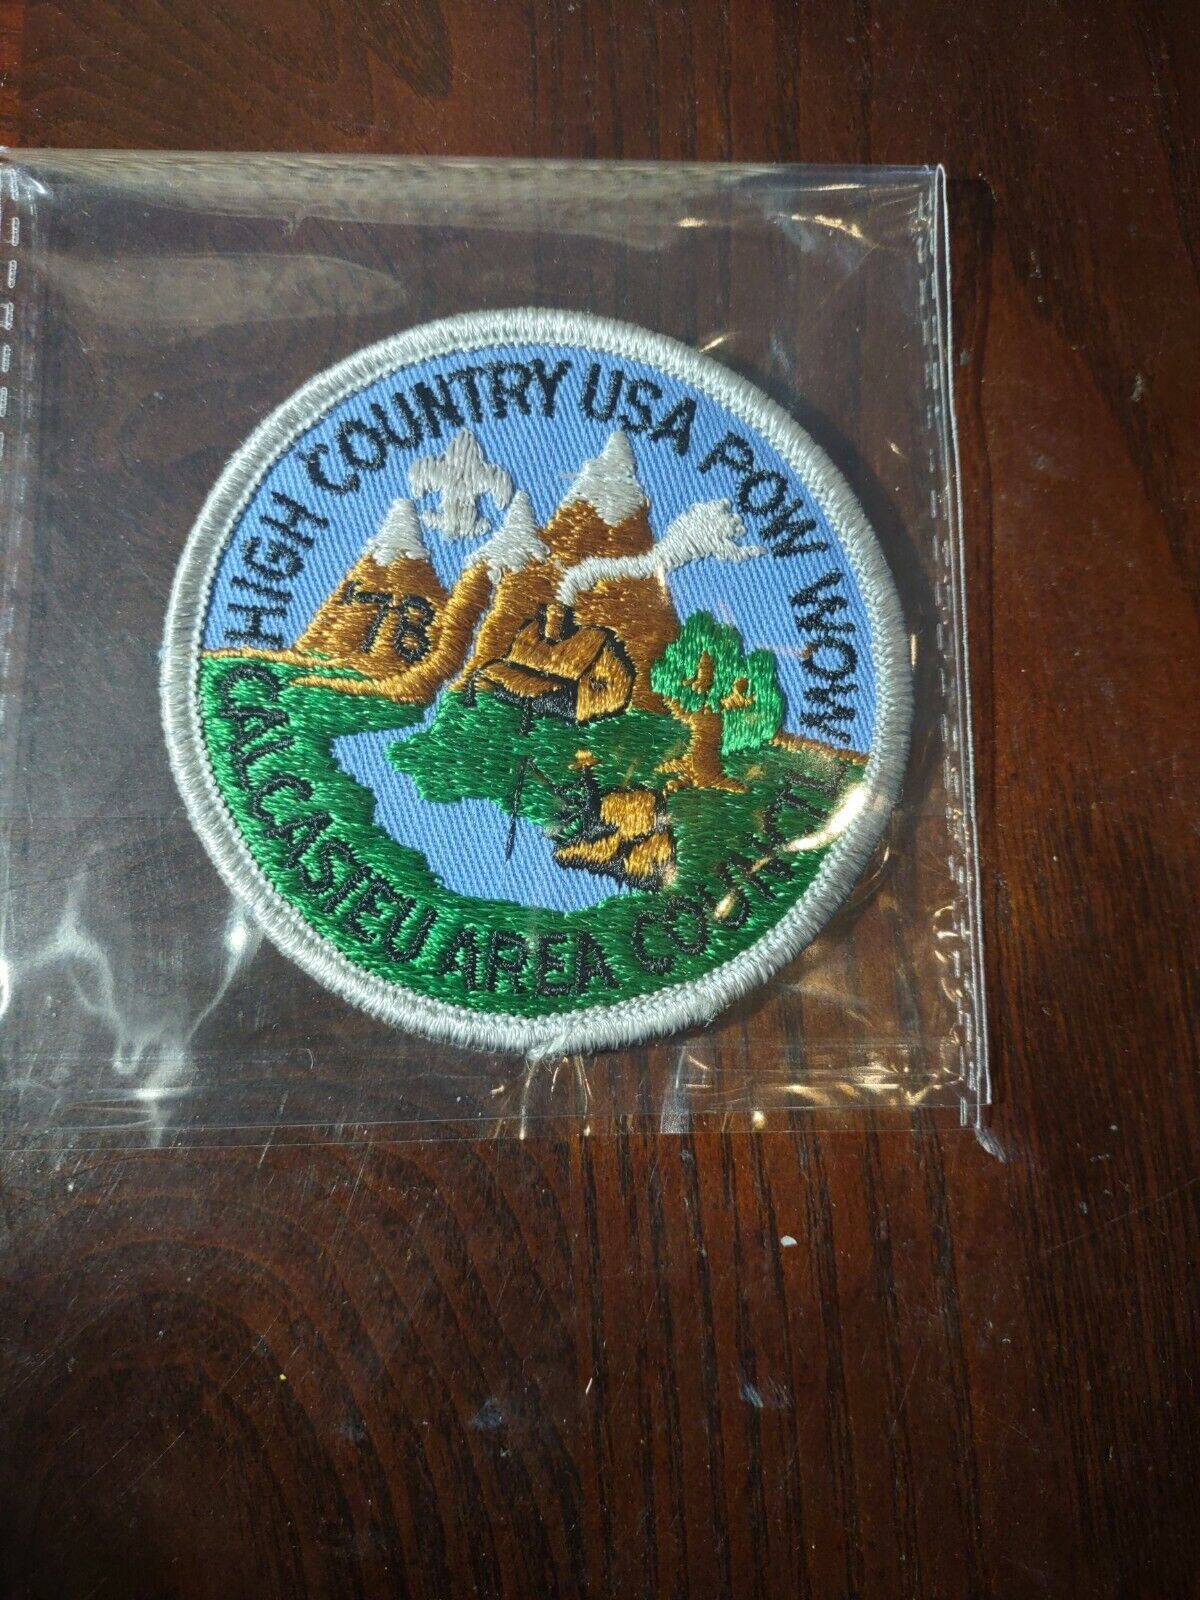 HIGH COUNTRY USA POW WOW
'78
CALCASIEU AREA COUNCIL